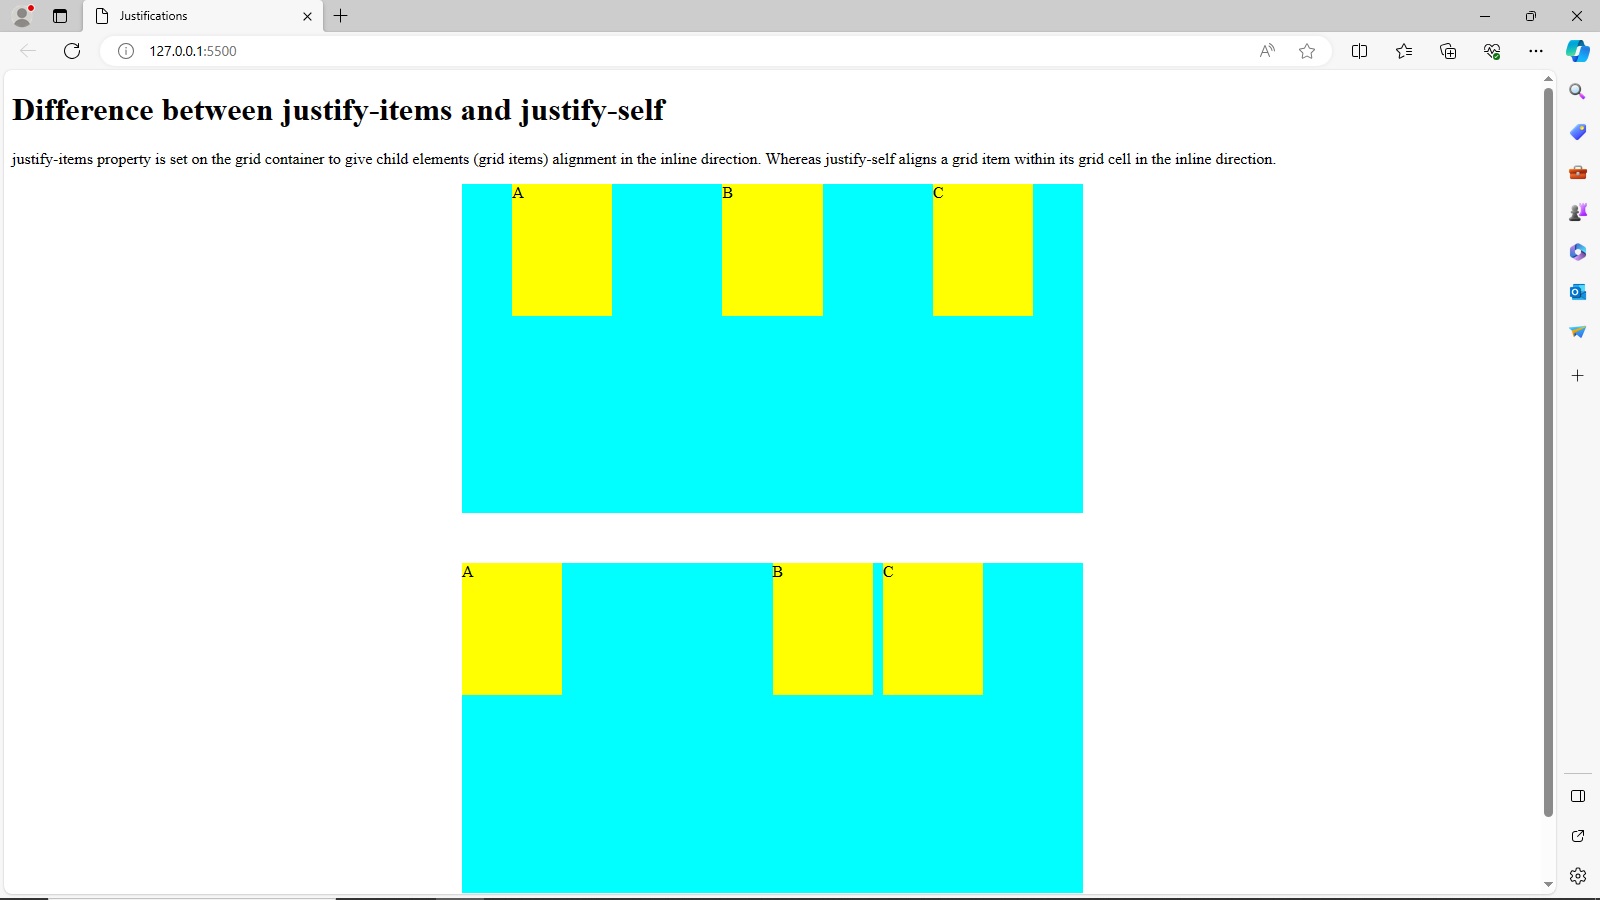 Justifications
127.0.0.1:5500
Difference between justify-items and justify-self
justify-items property is set on the grid container to give child elements (grid items) alignment in the inline direction. Whereas justify-self aligns a grid item within its grid cell in the inline direction.
A B C
A B C